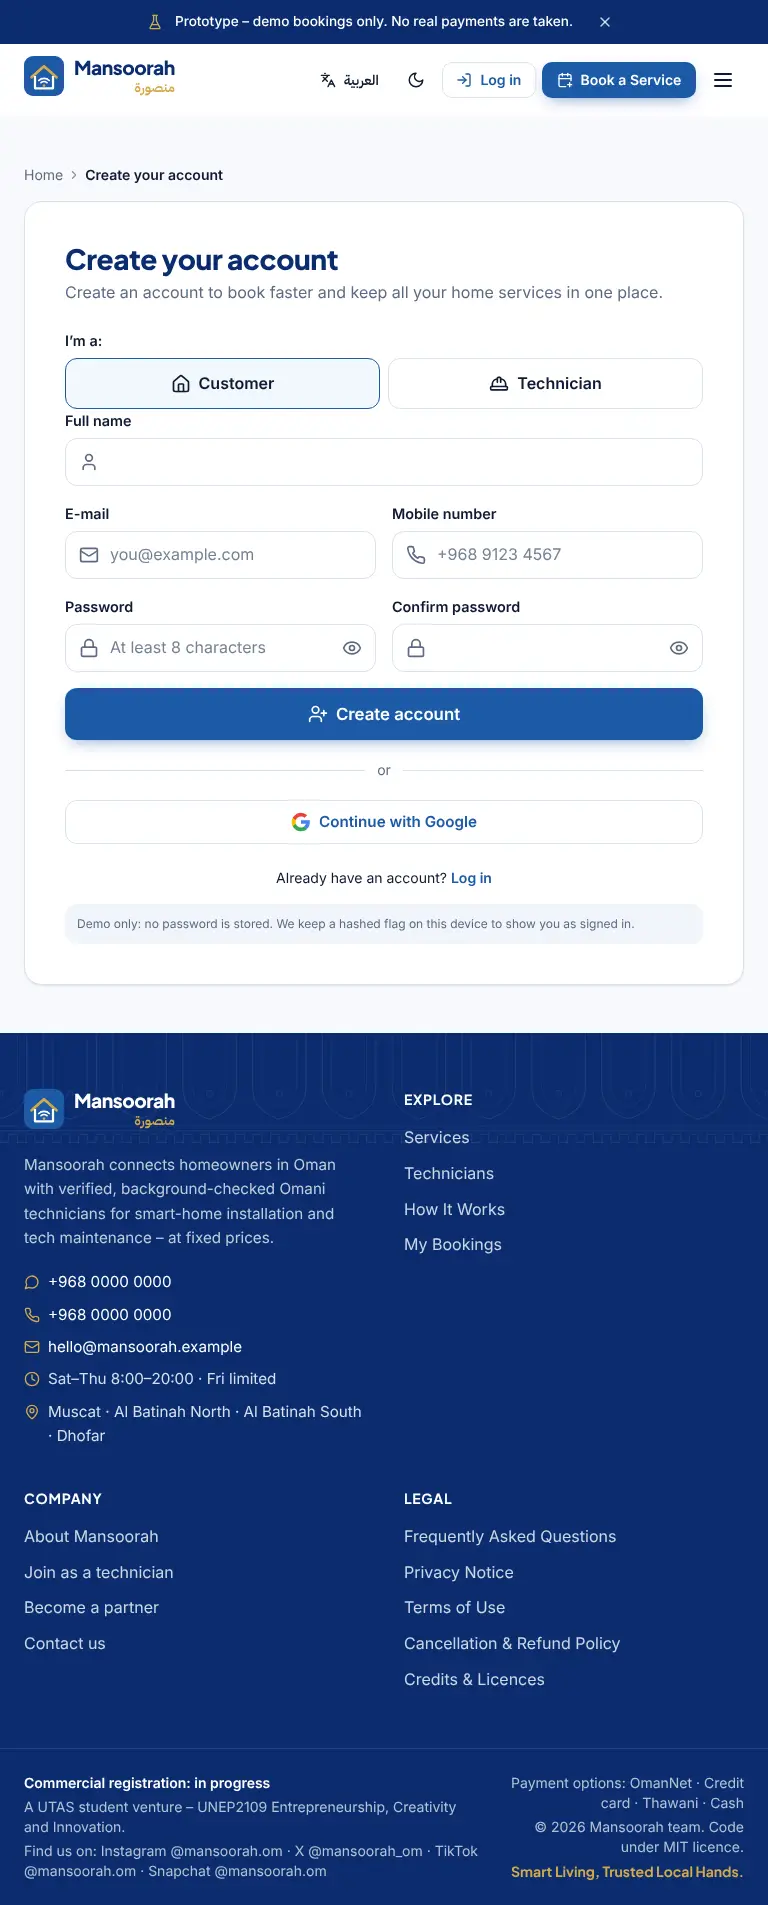 Prototype – demo bookings only. No real payments are taken.
Mansoorah
منصورة
العربية
Log in
Book a Service
Home
Create your account
Create your account
Create an account to book faster and keep all your home services in one place.
I'm a:
Customer
Technician
Full name
E-mail
Mobile number
you@example.com
+968 9123 4567
Password
Confirm password
At least 8 characters
Create account
or
Continue with Google
Already have an account? Log in
Demo only: no password is stored. We keep a hashed flag on this device to show you as signed in.
Mansoorah
منصورة
Mansoorah connects homeowners in Oman
with verified, background-checked Omani
technicians for smart-home installation and
tech maintenance – at fixed prices.
+968 0000 0000
+968 0000 0000
hello@mansoorah.example
Sat–Thu 8:00–20:00 · Fri limited
Muscat · Al Batinah North · Al Batinah South
· Dhofar
EXPLORE
Services
Technicians
How It Works
My Bookings
COMPANY
About Mansoorah
Join as a technician
Become a partner
Contact us
LEGAL
Frequently Asked Questions
Privacy Notice
Terms of Use
Cancellation & Refund Policy
Credits & Licences
Commercial registration: in progress
A UTAS student venture – UNEP2109 Entrepreneurship, Creativity
and Innovation.
Find us on: Instagram @mansoorah.om · X @mansoorah_om · TikTok
@mansoorah.om · Snapchat @mansoorah.om
Payment options: OmanNet · Credit
card · Thawani · Cash
© 2026 Mansoorah team. Code
under MIT licence.
Smart Living, Trusted Local Hands.